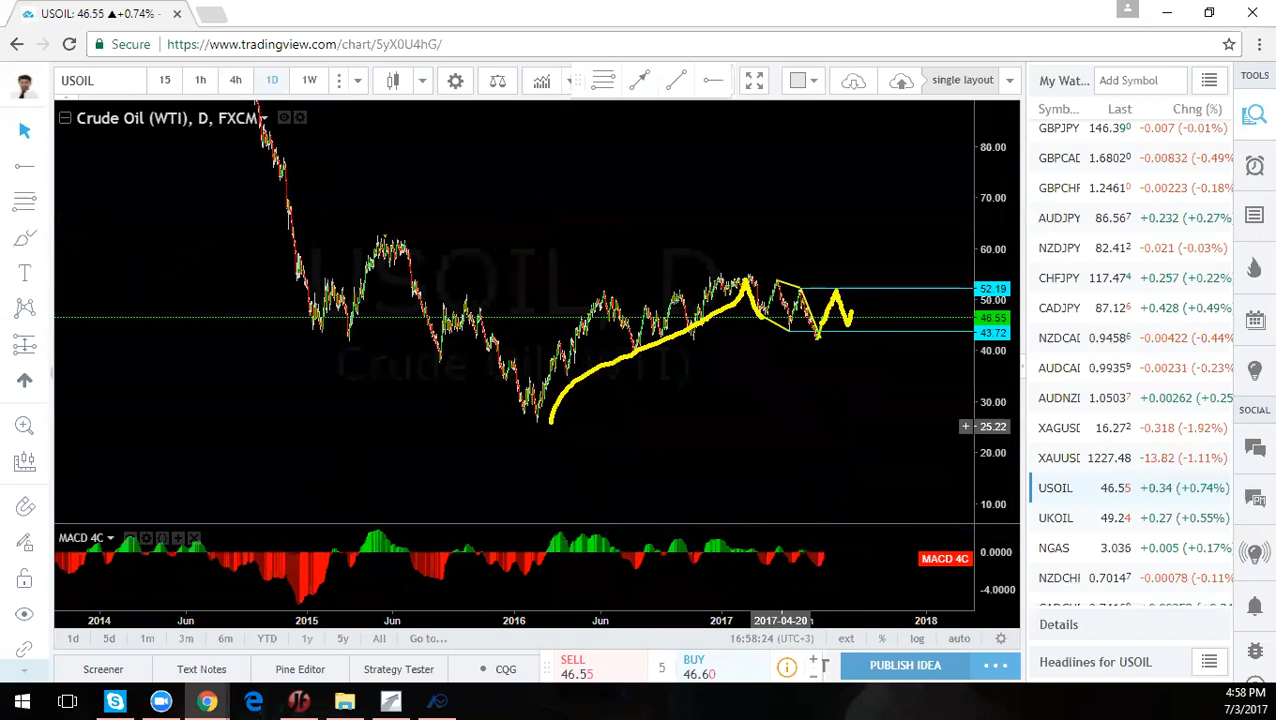 USOIL: 46.55 ▲+0.74% -
Secure https://www.tradingview.com/chart/5yX0U4hG/
USOIL 15 1h 4h 1D 1W single layout My Wat... Add Symbol TOOLS
Crude Oil (WTI), D, FXCM
USOIL, D
Crude Oil (WTI)
80.00
70.00
60.00
52.19
50.00
46.55
43.72
40.00
30.00
25.22
20.00
10.00
Symb... Last Chng (%)
GBPJPY 146.39⁰ -0.007 (-0.01%)
GBPCAD 1.6802⁰ -0.00832 (-0.49%
GBPCHF 1.2461⁰ -0.00223 (-0.18%
AUDJPY 86.56⁷ +0.232 (+0.27%)
NZDJPY 82.41² -0.021 (-0.03%)
CHFJPY 117.47⁴ +0.257 (+0.22%)
CADJPY 87.12⁶ +0.428 (+0.49%)
NZDCA 0.9458⁶ -0.00422 (-0.44%
AUDCA 0.9935⁹ -0.00231 (-0.23%
AUDNZI 1.0503⁷ +0.00262 (+0.25
XAGUS 16.27² -0.318 (-1.92%)
XAUUS 1227.48 -13.82 (-1.11%)
USOIL 46.55 +0.34 (+0.74%)
UKOIL 49.24 +0.27 (+0.55%)
NGAS 3.036 +0.005 (+0.17%)
NZDCHI 0.7014⁷ -0.00078 (-0.11%
SOCIAL
Details
Headlines for USOIL
MACD 4C
MACD 4C
0.0000
-4.0000
2014 Jun 2015 Jun 2016 Jun 2017 2017-04-20 2018
1d 5d 1m 3m 6m YTD 1y 5y All Go to... 16:58:24 (UTC+3) ext % log auto
Screener Text Notes Pine Editor Strategy Tester CQG
SELL
46.55
5
BUY
46.60
PUBLISH IDEA
4:58 PM
7/3/2017